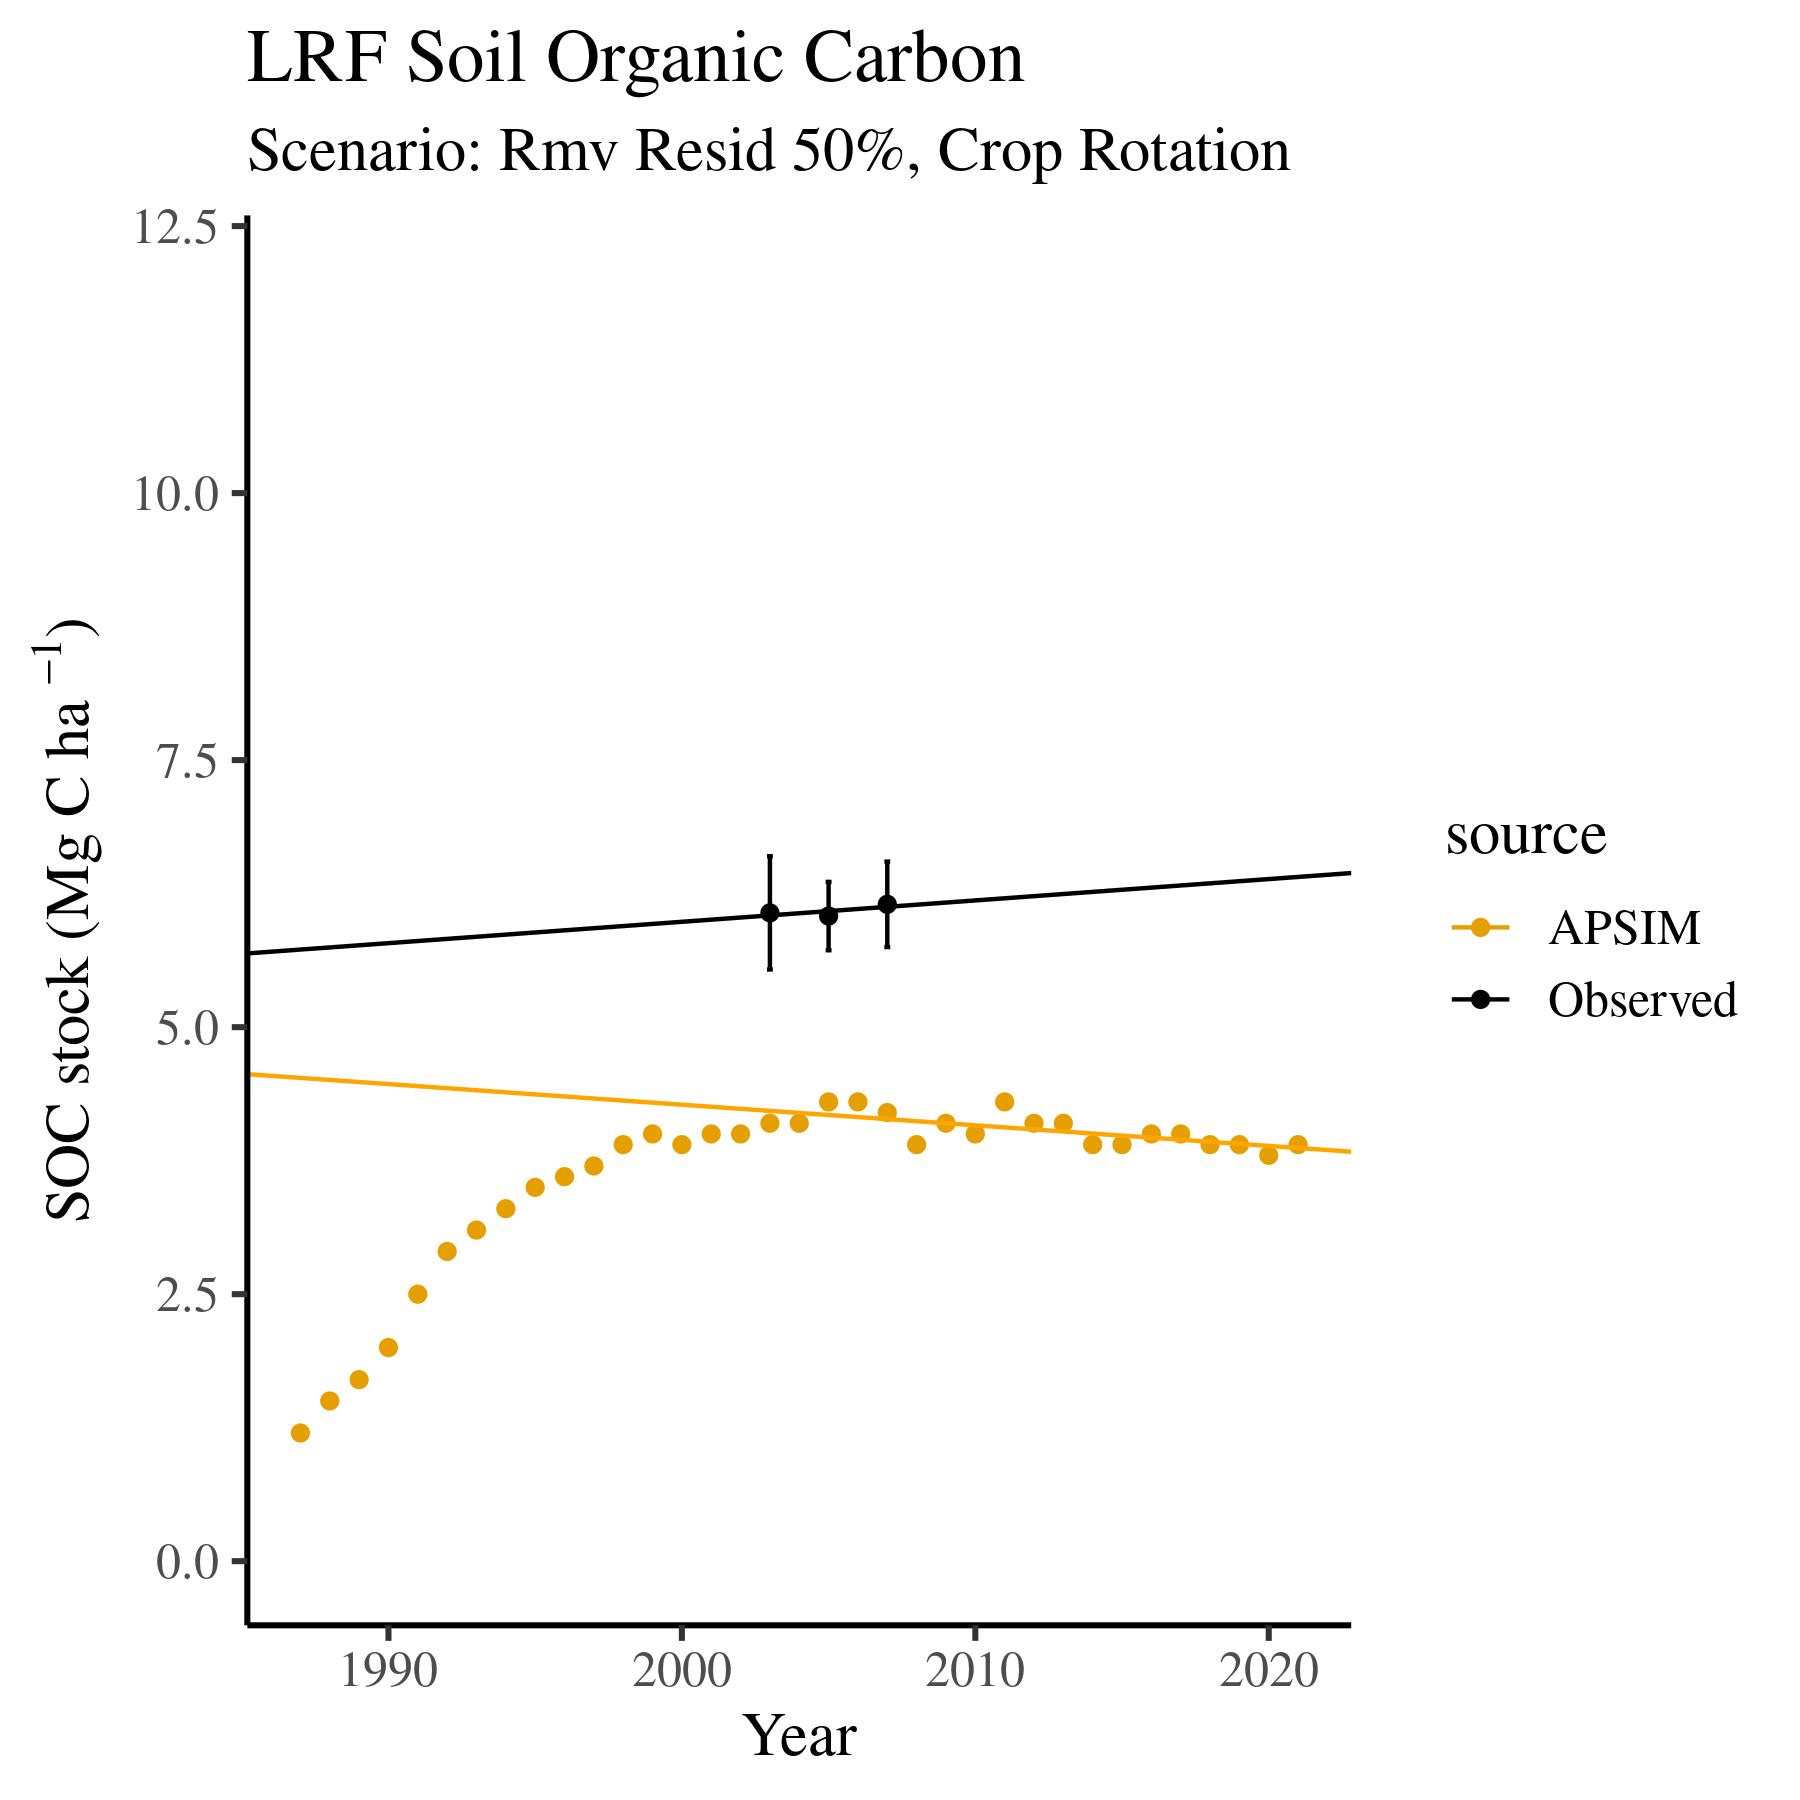 LRF Soil Organic Carbon
Scenario: Rmv Resid 50%, Crop Rotation
SOC stock (Mg C ha −1)
12.5
10.0
7.5
5.0
2.5
0.0
1990 2000 2010 2020
Year
source
APSIM
Observed